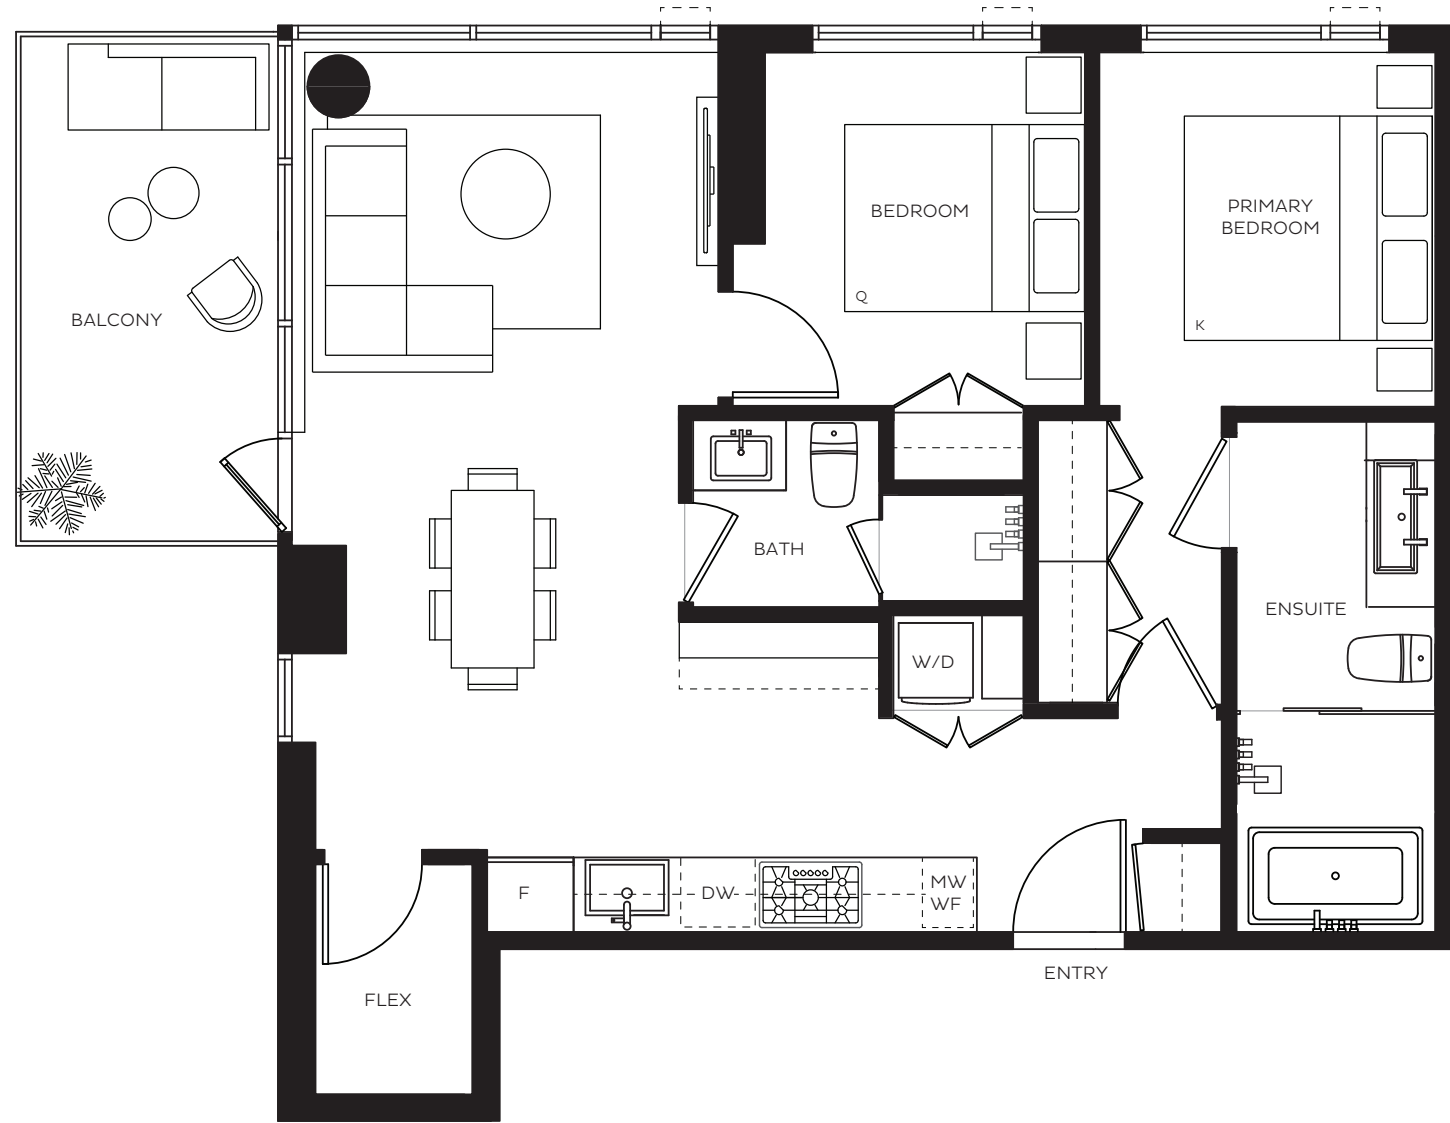 PRIMARY
BEDROOM
BEDROOM
Q
K
BALCONY
BATH
ENSUITE
W/D
F
DW
MW
WF
ENTRY
FLEX